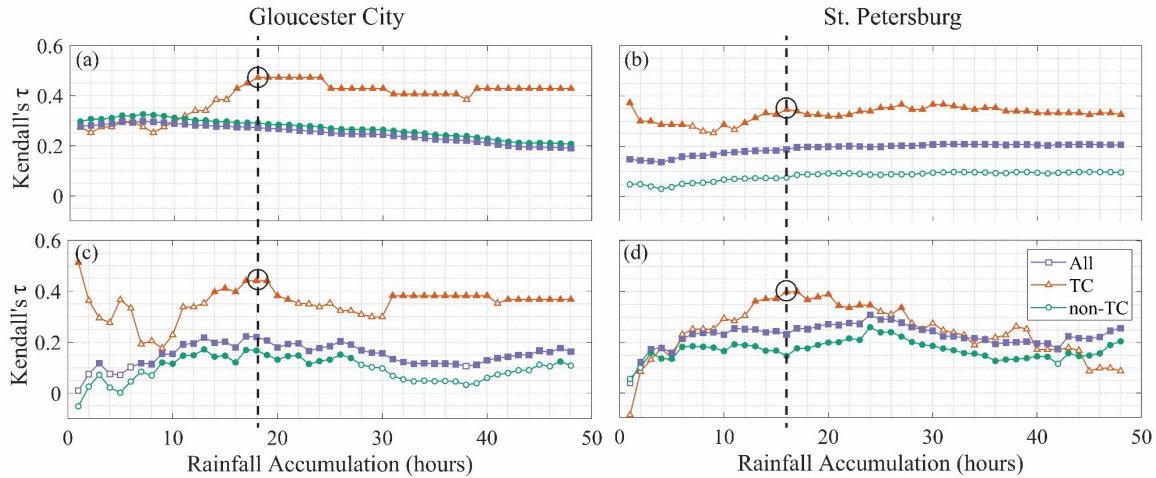 Gloucester City
St. Petersburg
(a)
(b)
0.6
0.4
0.2
0
Kendall's τ
(c)
(d)
0.6
0.4
0.2
0
Kendall's τ
All
TC
non-TC
0 10 20 30 40 50
0 10 20 30 40 50
Rainfall Accumulation (hours)
Rainfall Accumulation (hours)